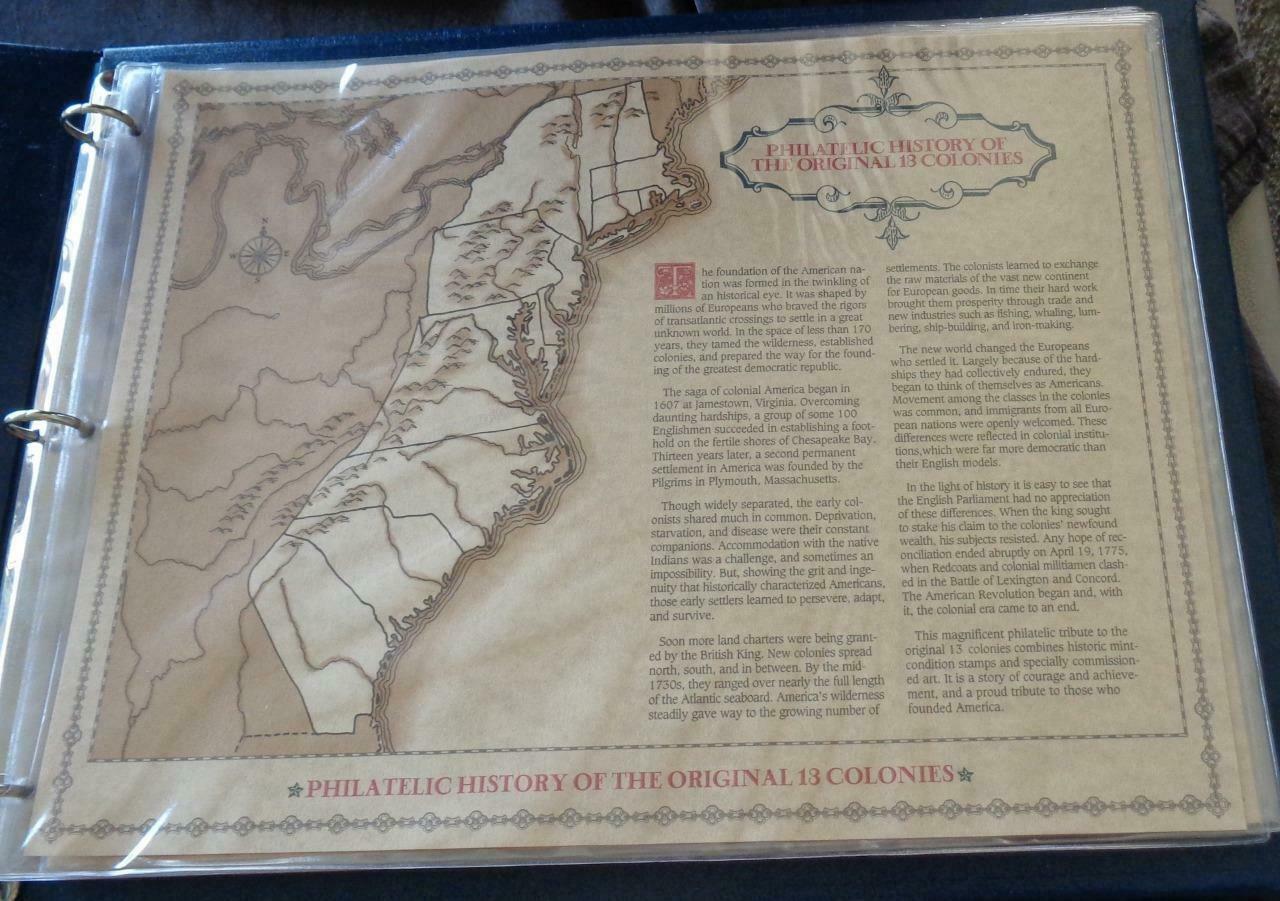 PHILATELIC HISTORY OF
THE ORIGINAL 13 COLONIES
N
W E
S
The foundation of the American na-
tion was formed in the twinkling of
an historical eye. It was shaped by
millions of Europeans who braved the rigors
of transatlantic crossings to settle in a great
unknown world. In the space of less than 170
years, they tamed the wilderness, established
colonies, and prepared the way for the found-
ing of the greatest democratic republic.
The saga of colonial America began in
1607 at Jamestown, Virginia. Overcoming
daunting hardships, a group of some 100
Englishmen succeeded in establishing a foot-
hold on the fertile shores of Chesapeake Bay.
Thirteen years later, a second permanent
settlement in America was founded by the
Pilgrims in Plymouth, Massachusetts.
Though widely separated, the early col-
onists shared much in common. Deprivation,
starvation, and disease were their constant
companions. Accommodation with the native
Indians was a challenge, and sometimes an
impossibility. But, showing the grit and inge-
nuity that historically characterized Americans,
those early settlers learned to persevere, adapt,
and survive.
Soon more land charters were being grant-
ed by the British King. New colonies spread
north, south, and in between. By the mid-
1730s, they ranged over nearly the full length
of the Atlantic seaboard. America's wilderness
steadily gave way to the growing number of
settlements. The colonists learned to exchange
the raw materials of the vast new continent
for European goods. In time their hard work
brought them prosperity through trade and
new industries such as fishing, whaling, lum-
bering, ship-building, and iron-making.
The new world changed the Europeans
who settled it. Largely because of the hard-
ships they had collectively endured, they
began to think of themselves as Americans.
Movement among the classes in the colonies
was common, and immigrants from all Euro-
pean nations were openly welcomed. These
differences were reflected in colonial institu-
tions,which were far more democratic than
their English models.
In the light of history it is easy to see that
the English Parliament had no appreciation
of these differences. When the king sought
to stake his claim to the colonies' newfound
wealth, his subjects resisted. Any hope of rec-
onciliation ended abruptly on April 19, 1775,
when Redcoats and colonial militiamen clash-
ed in the Battle of Lexington and Concord.
The American Revolution began and, with
it, the colonial era came to an end.
This magnificent philatelic tribute to the
original 13 colonies combines historic mint-
condition stamps and specially commission-
ed art. It is a story of courage and achieve-
ment, and a proud tribute to those who
founded America.
PHILATELIC HISTORY OF THE ORIGINAL 13 COLONIES